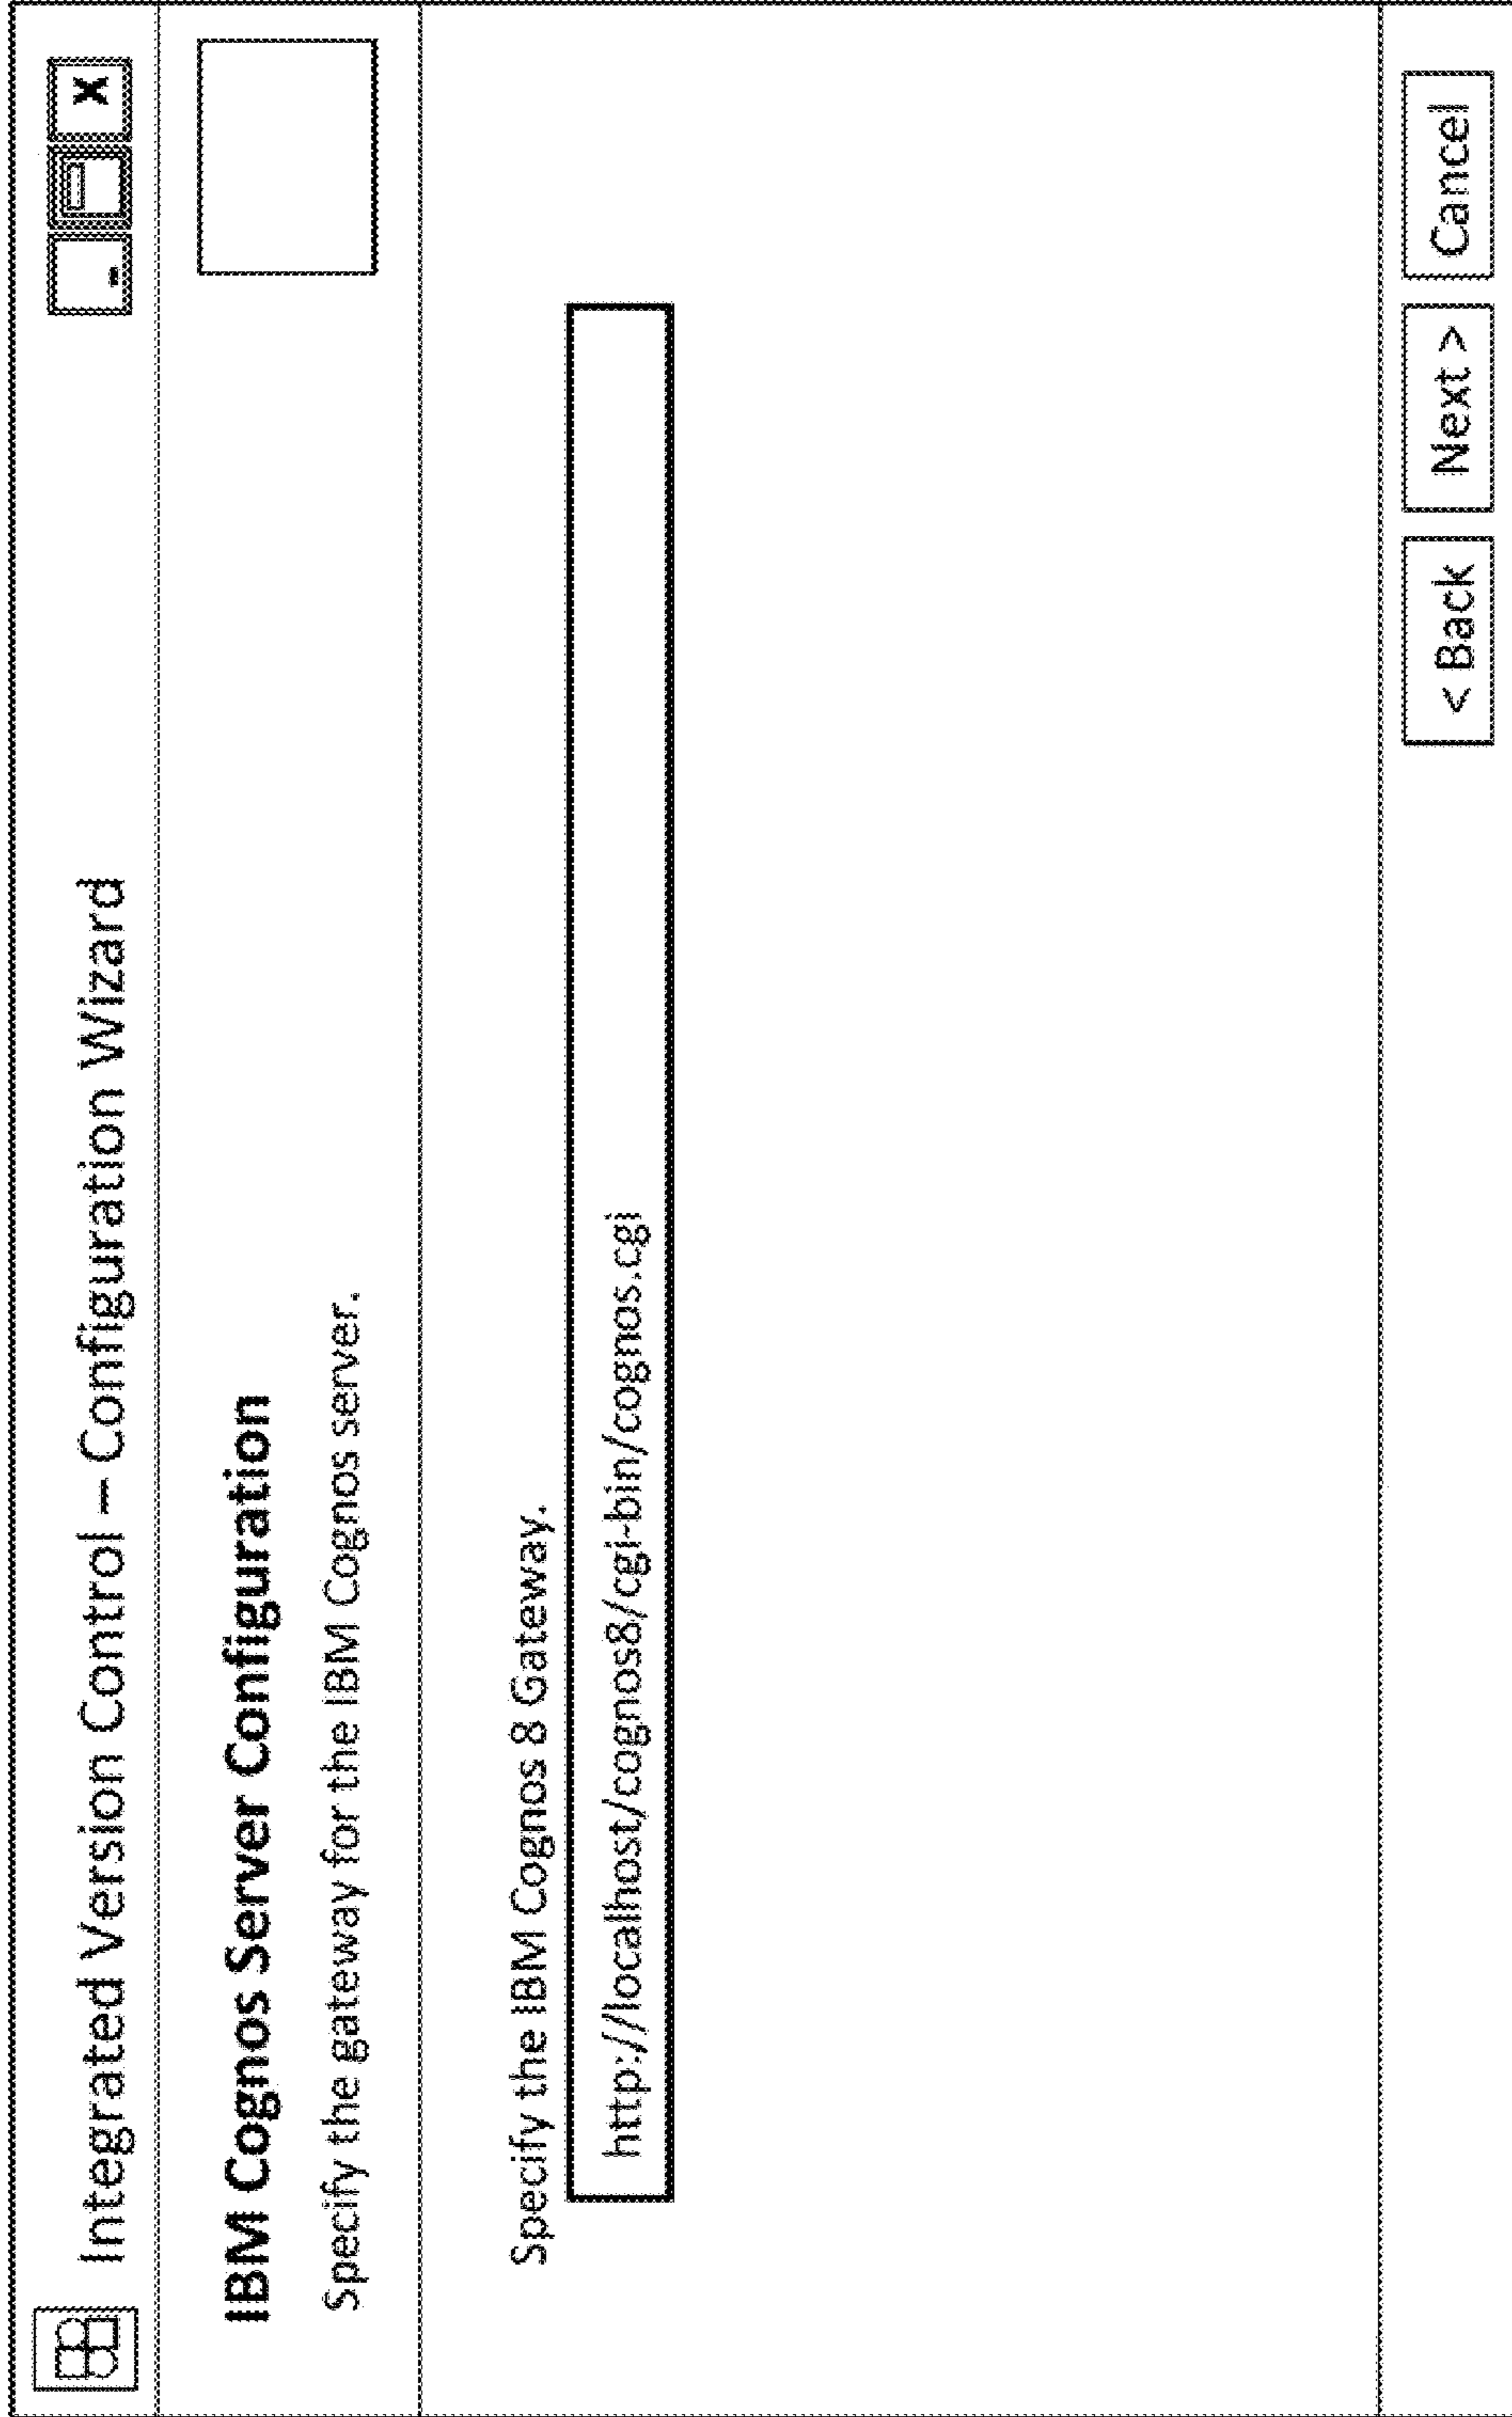 Integrated Version Control – Configuration Wizard
X
IBM Cognos Server Configuration
Specify the gateway for the IBM Cognos server.
Specify the IBM Cognos 8 Gateway.
http://localhost/cognos8/cgi-bin/cognos.cgi
< Back
Next >
Cancel